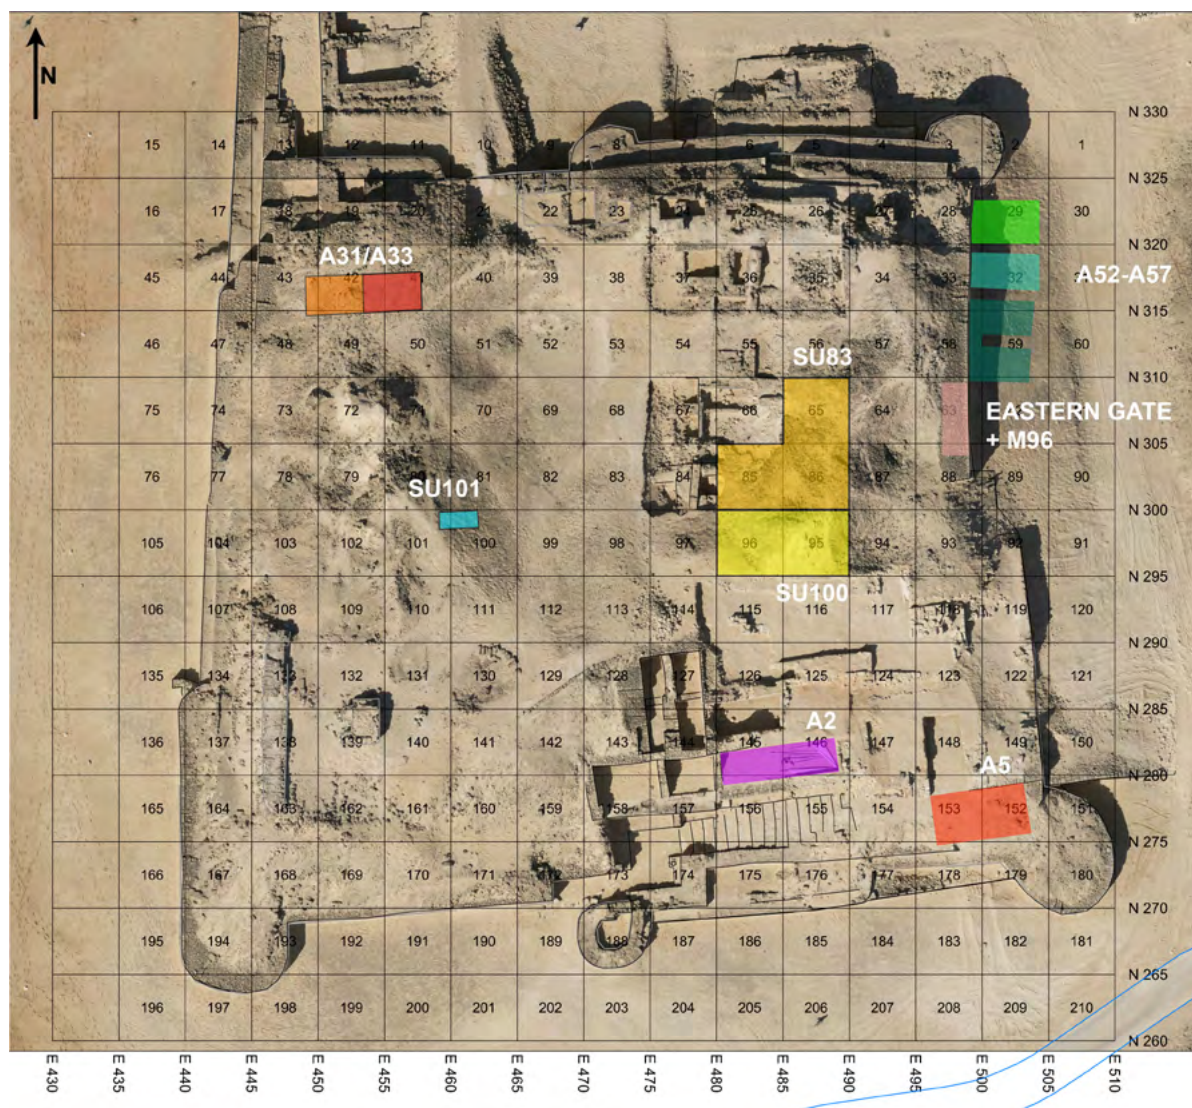 N
N 330
15 14 13 12 11 10 9 8 6 5 4 3 2 1
N 325
16 17 18 19 20 21 22 23 24 25 26 27 28 29 30
N 320
A31/A33
45 44 43 42 40 39 38 37 36 35 34 33 32
A52-A57
N 315
46 47 48 49 50 51 52 53 54 55 56 57 58 59 60
SU83
N 310
75 74 73 72 71 70 69 68 67 66 65 64 63
EASTERN GATE
+ M96
N 305
76 77 78 79 80 81 82 83 84 85 86 87 88 89 90
SU101
N 300
105 104 103 102 101 100 99 98 97 96 95 94 93 92 91
N 295
SU100
106 107 108 109 110 111 112 113 114 115 116 117 118 119 120
N 290
135 134 133 132 131 130 129 128 127 126 125 124 123 122 121
N 285
A2
136 137 138 139 140 141 142 143 144 145 146 147 148 149 150
A5
N 280
165 164 163 162 161 160 459 158 157 156 155 154 153 152 151
N 275
166 167 168 169 170 171 172 173 174 175 176 177 178 179 180
N 270
195 194 193 192 191 190 189 188 187 186 185 184 183 182 181
N 265
196 197 198 199 200 201 202 203 204 205 206 207 208 209 210
N 260
E 430 E 435 E 440 E 445 E 450 E 455 E 460 E 465 E 470 E 475 E 480 E 485 E 490 E 495 E 500 E 505 E 510